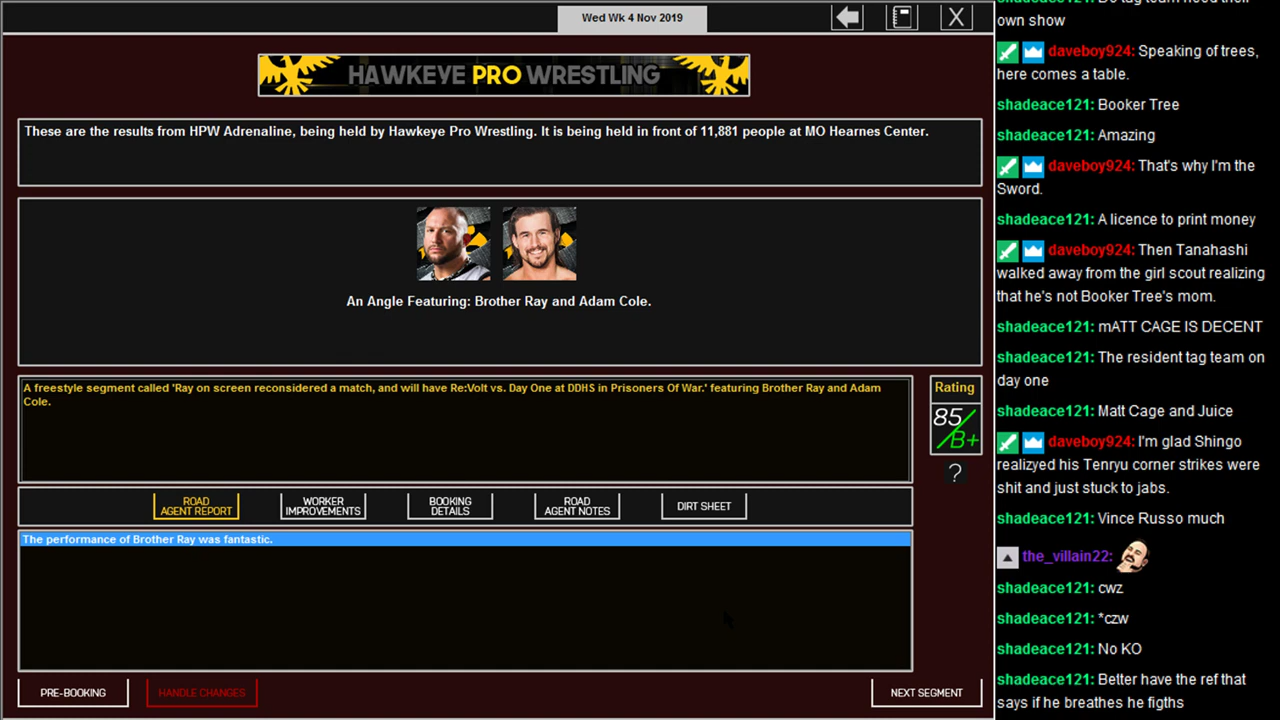 Wed Wk 4 Nov 2019
HAWKEYE PRO WRESTLING
These are the results from HPW Adrenaline, being held by Hawkeye Pro Wrestling. It is being held in front of 11,881 people at MO Hearnes Center.
An Angle Featuring: Brother Ray and Adam Cole.
A freestyle segment called 'Ray on screen reconsidered a match, and will have Re:Volt vs. Day One at DDHS in Prisoners Of War.' featuring Brother Ray and Adam
Cole.
Rating
85
B+
?
ROAD
AGENT REPORT
WORKER
IMPROVEMENTS
BOOKING
DETAILS
ROAD
AGENT NOTES
DIRT SHEET
The performance of Brother Ray was fantastic.
PRE-BOOKING
HANDLE CHANGES
NEXT SEGMENT
own show
daveboy924: Speaking of trees,
here comes a table.
shadeace121: Booker Tree
shadeace121: Amazing
daveboy924: That's why I'm the
Sword.
shadeace121: A licence to print money
daveboy924: Then Tanahashi
walked away from the girl scout realizing
that he's not Booker Tree's mom.
shadeace121: mATT CAGE IS DECENT
shadeace121: The resident tag team on
day one
shadeace121: Matt Cage and Juice
daveboy924: I'm glad Shingo
realizyed his Tenryu corner strikes were
shit and just stuck to jabs.
shadeace121: Vince Russo much
the_villain22:
shadeace121: cwz
shadeace121: *czw
shadeace121: No KO
shadeace121: Better have the ref that
says if he breathes he figths